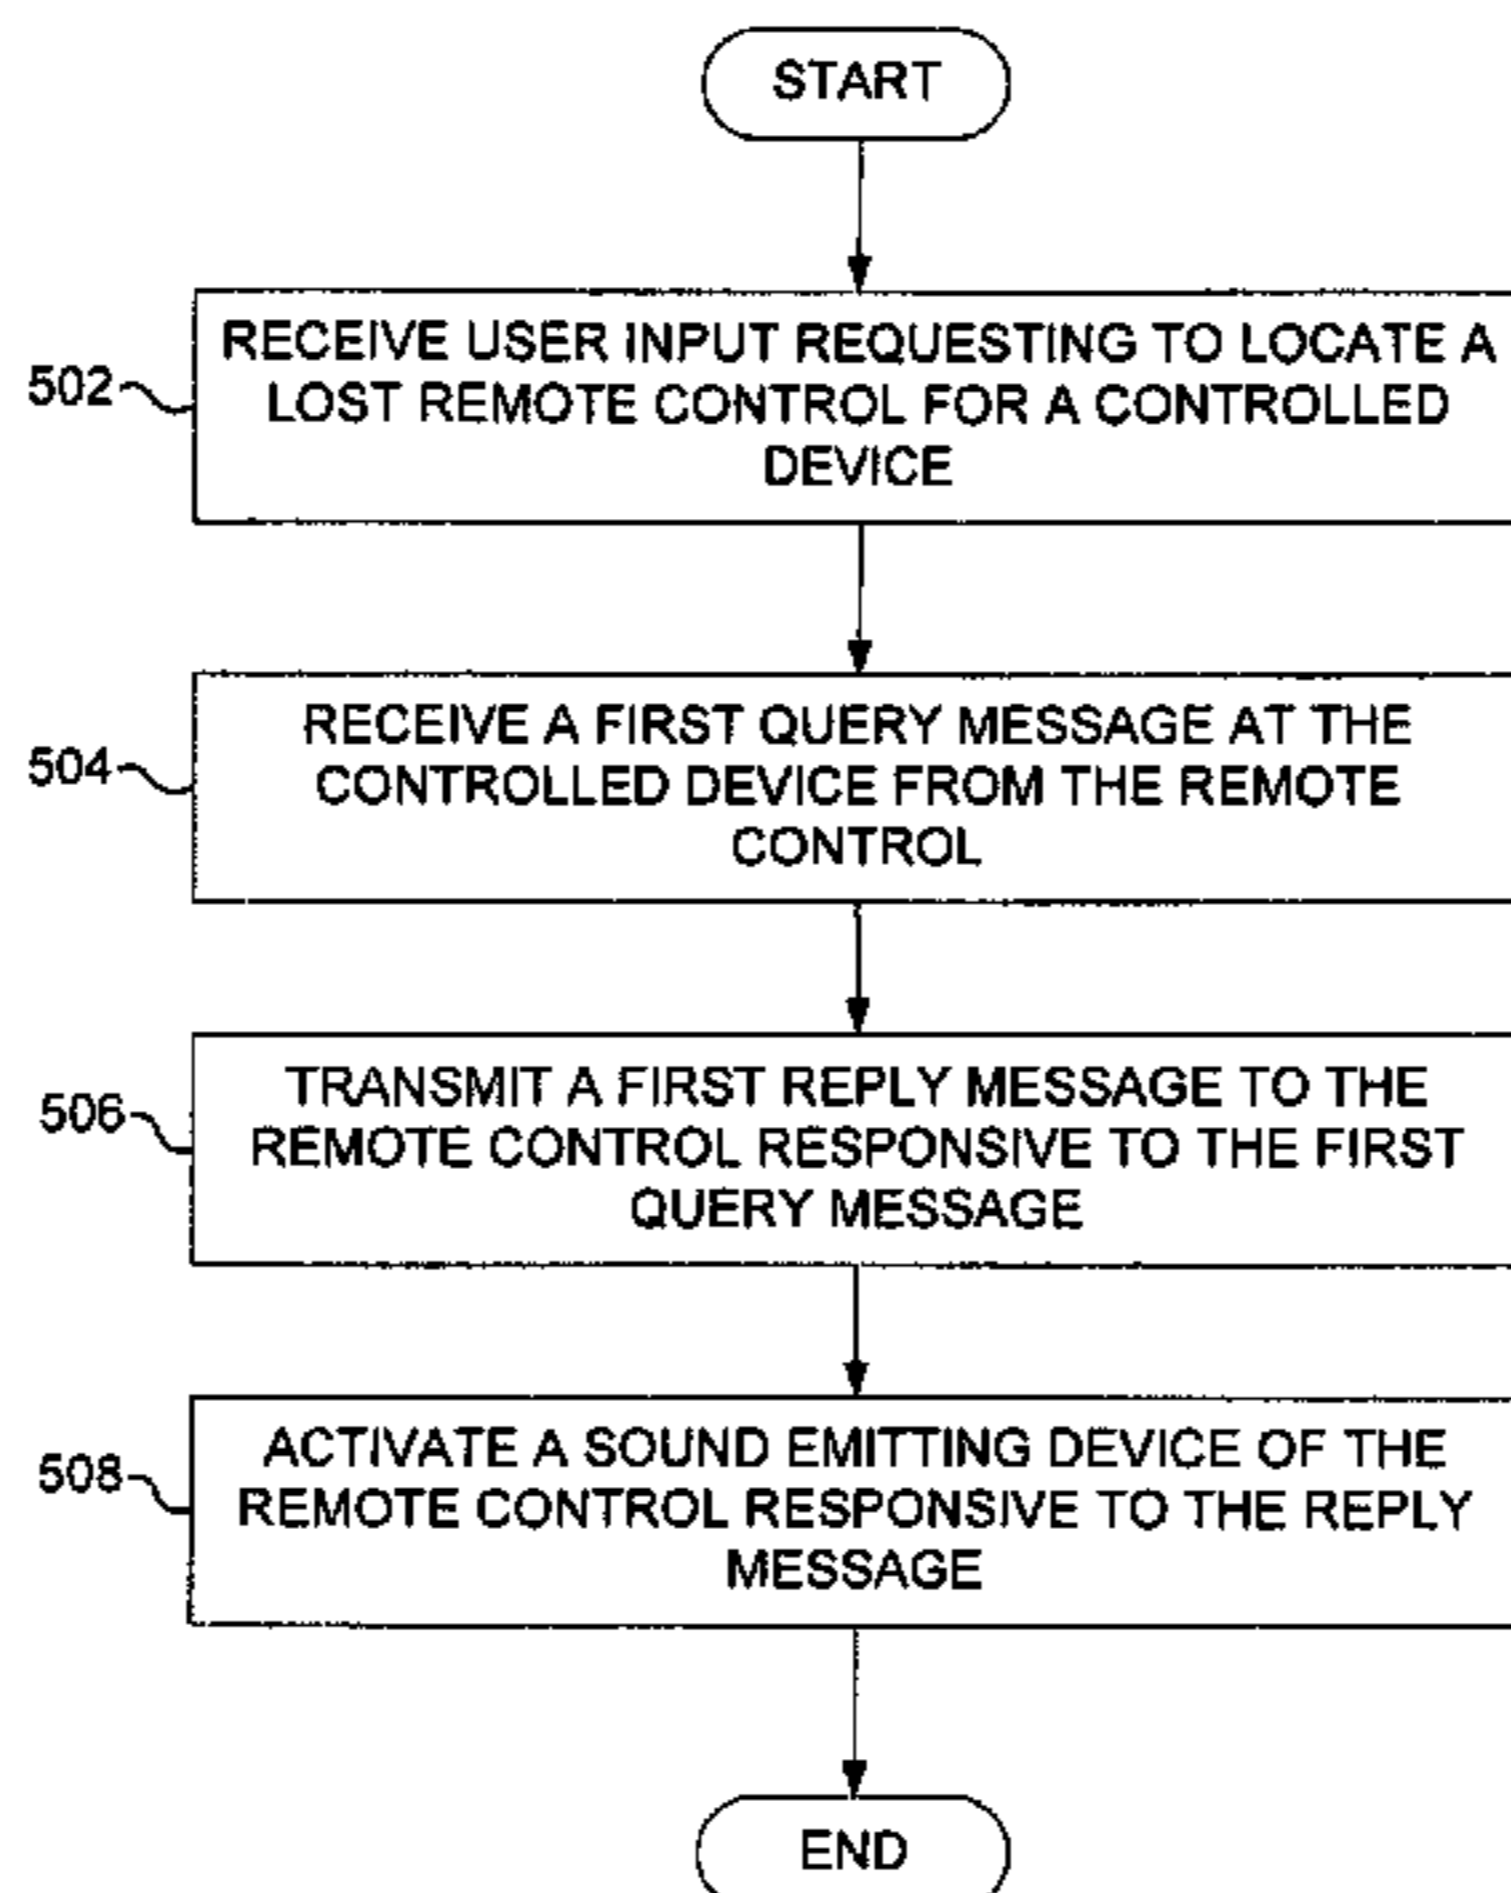 START
502
RECEIVE USER INPUT REQUESTING TO LOCATE A
LOST REMOTE CONTROL FOR A CONTROLLED
DEVICE
504
RECEIVE A FIRST QUERY MESSAGE AT THE
CONTROLLED DEVICE FROM THE REMOTE
CONTROL
506
TRANSMIT A FIRST REPLY MESSAGE TO THE
REMOTE CONTROL RESPONSIVE TO THE FIRST
QUERY MESSAGE
508
ACTIVATE A SOUND EMITTING DEVICE OF THE
REMOTE CONTROL RESPONSIVE TO THE REPLY
MESSAGE
END